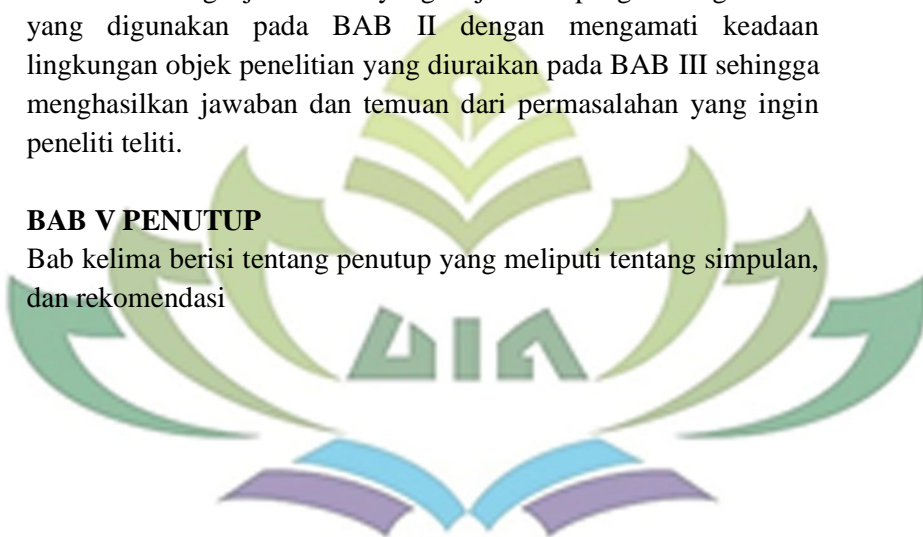 yang digunakan pada BAB II dengan mengamati keadaan
lingkungan objek penelitian yang diuraikan pada BAB III sehingga
menghasilkan jawaban dan temuan dari permasalahan yang ingin
peneliti teliti.
BAB V PENUTUP
Bab kelima berisi tentang penutup yang meliputi tentang simpulan,
dan rekomendasi
UIN